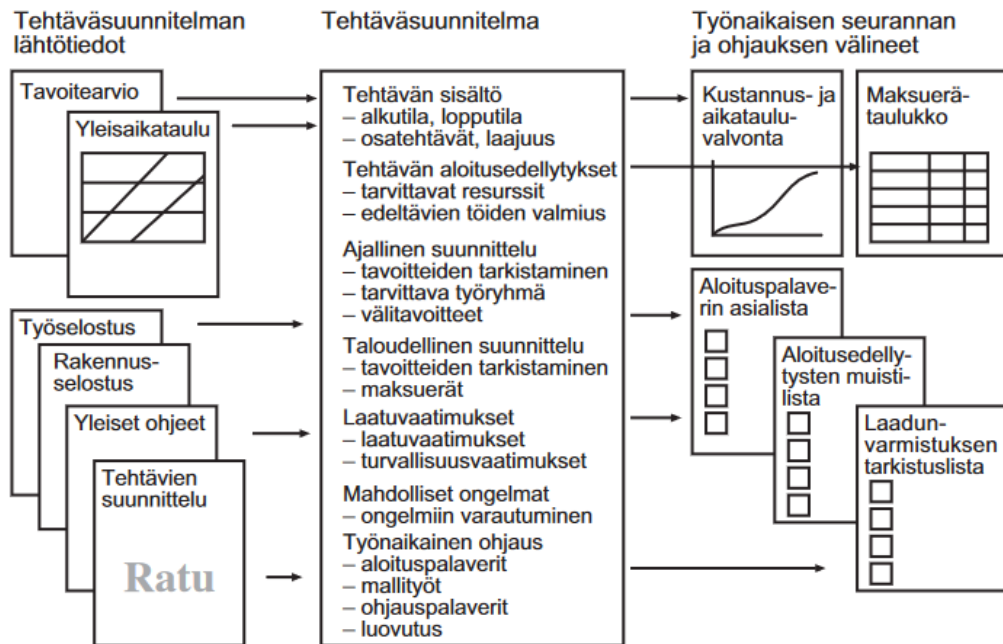 Tehtäväsuunnitelman
lähtötiedot
Tavoitearvio
Yleisaikataulu
Työselostus
Rakennus-
selostus
Yleiset ohjeet
Tehtävien
suunnittelu
Ratu
Tehtäväsuunnitelma
Tehtävän sisältö
– alkutila, lopputila
– osatehtävät, laajuus
Tehtävän aloitusedellytykset
– tarvittavat resurssit
– edeltävien töiden valmius
Ajallinen suunnittelu
– tavoitteiden tarkistaminen
– tarvittava työryhmä
– välitavoitteet
Taloudellinen suunnittelu
– tavoitteiden tarkistaminen
– maksuerät
Laatuvaatimukset
– laatuvaatimukset
– turvallisuusvaatimukset
Mahdolliset ongelmat
– ongelmiin varautuminen
Työnaikainen ohjaus
– aloituspalaverit
– mallityöt
– ohjauspalaverit
– luovutus
Työnaikaisen seurannan
ja ohjauksen välineet
Kustannus- ja
aikataulu-
valvonta
Maksuerä-
taulukko
Aloituspalave-
rin asialista
Aloitusedelly-
tysten muisti-
lista
Laadun-
varmistuksen
tarkistuslista